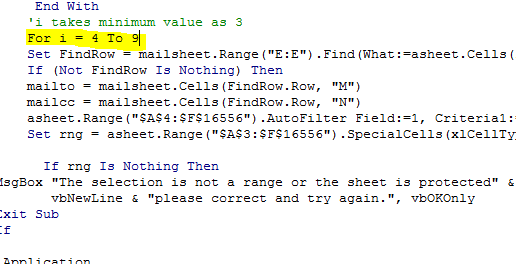 End With
'i takes minimum value as 3
For i = 4 To 9
Set FindRow = mailsheet.Range("E:E").Find(What:=asheet.Cells(
If (Not FindRow Is Nothing) Then
mailto = mailsheet.Cells(FindRow.Row, "M")
mailcc = mailsheet.Cells(FindRow.Row, "N")
asheet.Range("$A$4:$F$16556").AutoFilter Field:=1, Criteria1:
Set rng = asheet.Range("$A$3:$F$16556").SpecialCells(xlCellTy
If rng Is Nothing Then
MsgBox "The selection is not a range or the sheet is protected" &
vbNewLine & "please correct and try again.", vbOKOnly
Exit Sub
If
Application